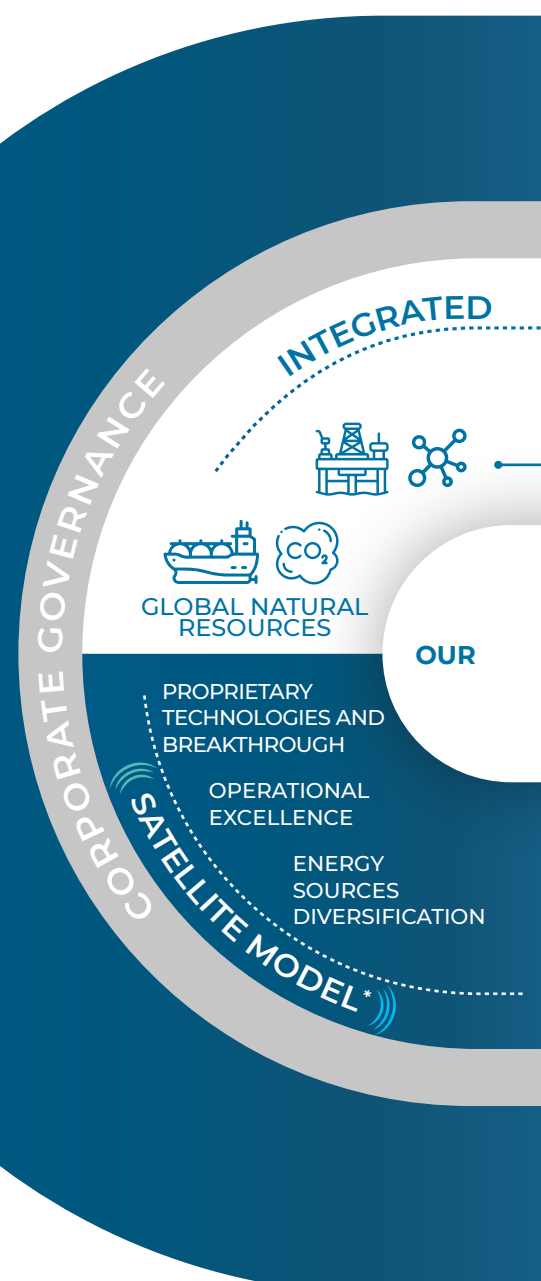 CORPORATE GOVERNANCE
INTEGRATED
CO2
GLOBAL NATURAL
RESOURCES
OUR
PROPRIETARY
TECHNOLOGIES AND
BREAKTHROUGH
OPERATIONAL
EXCELLENCE
ENERGY
SOURCES
DIVERSIFICATION
SATELLITE MODEL*